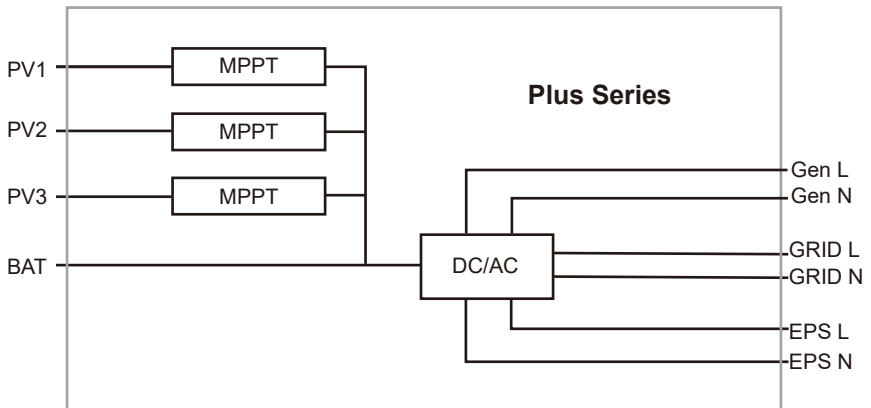 PV1
MPPT
Plus Series
PV2
MPPT
PV3
MPPT
Gen L
Gen N
BAT
DC/AC
GRID L
GRID N
EPS L
EPS N